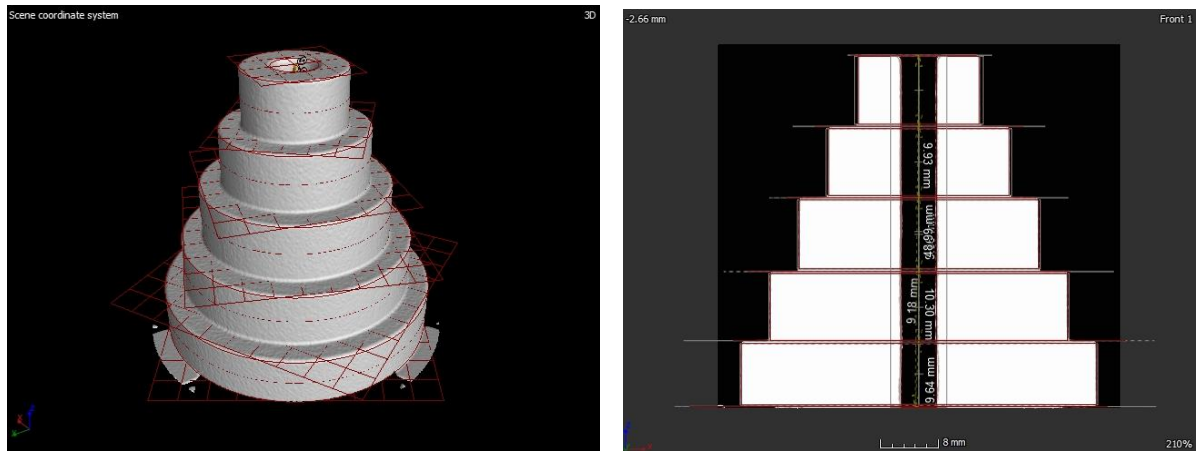 Scene coordinate system
3D
-2.66 mm
Front 1
9.93 mm
10.30 mm
9.18 mm
9.64 mm
8 mm
210%